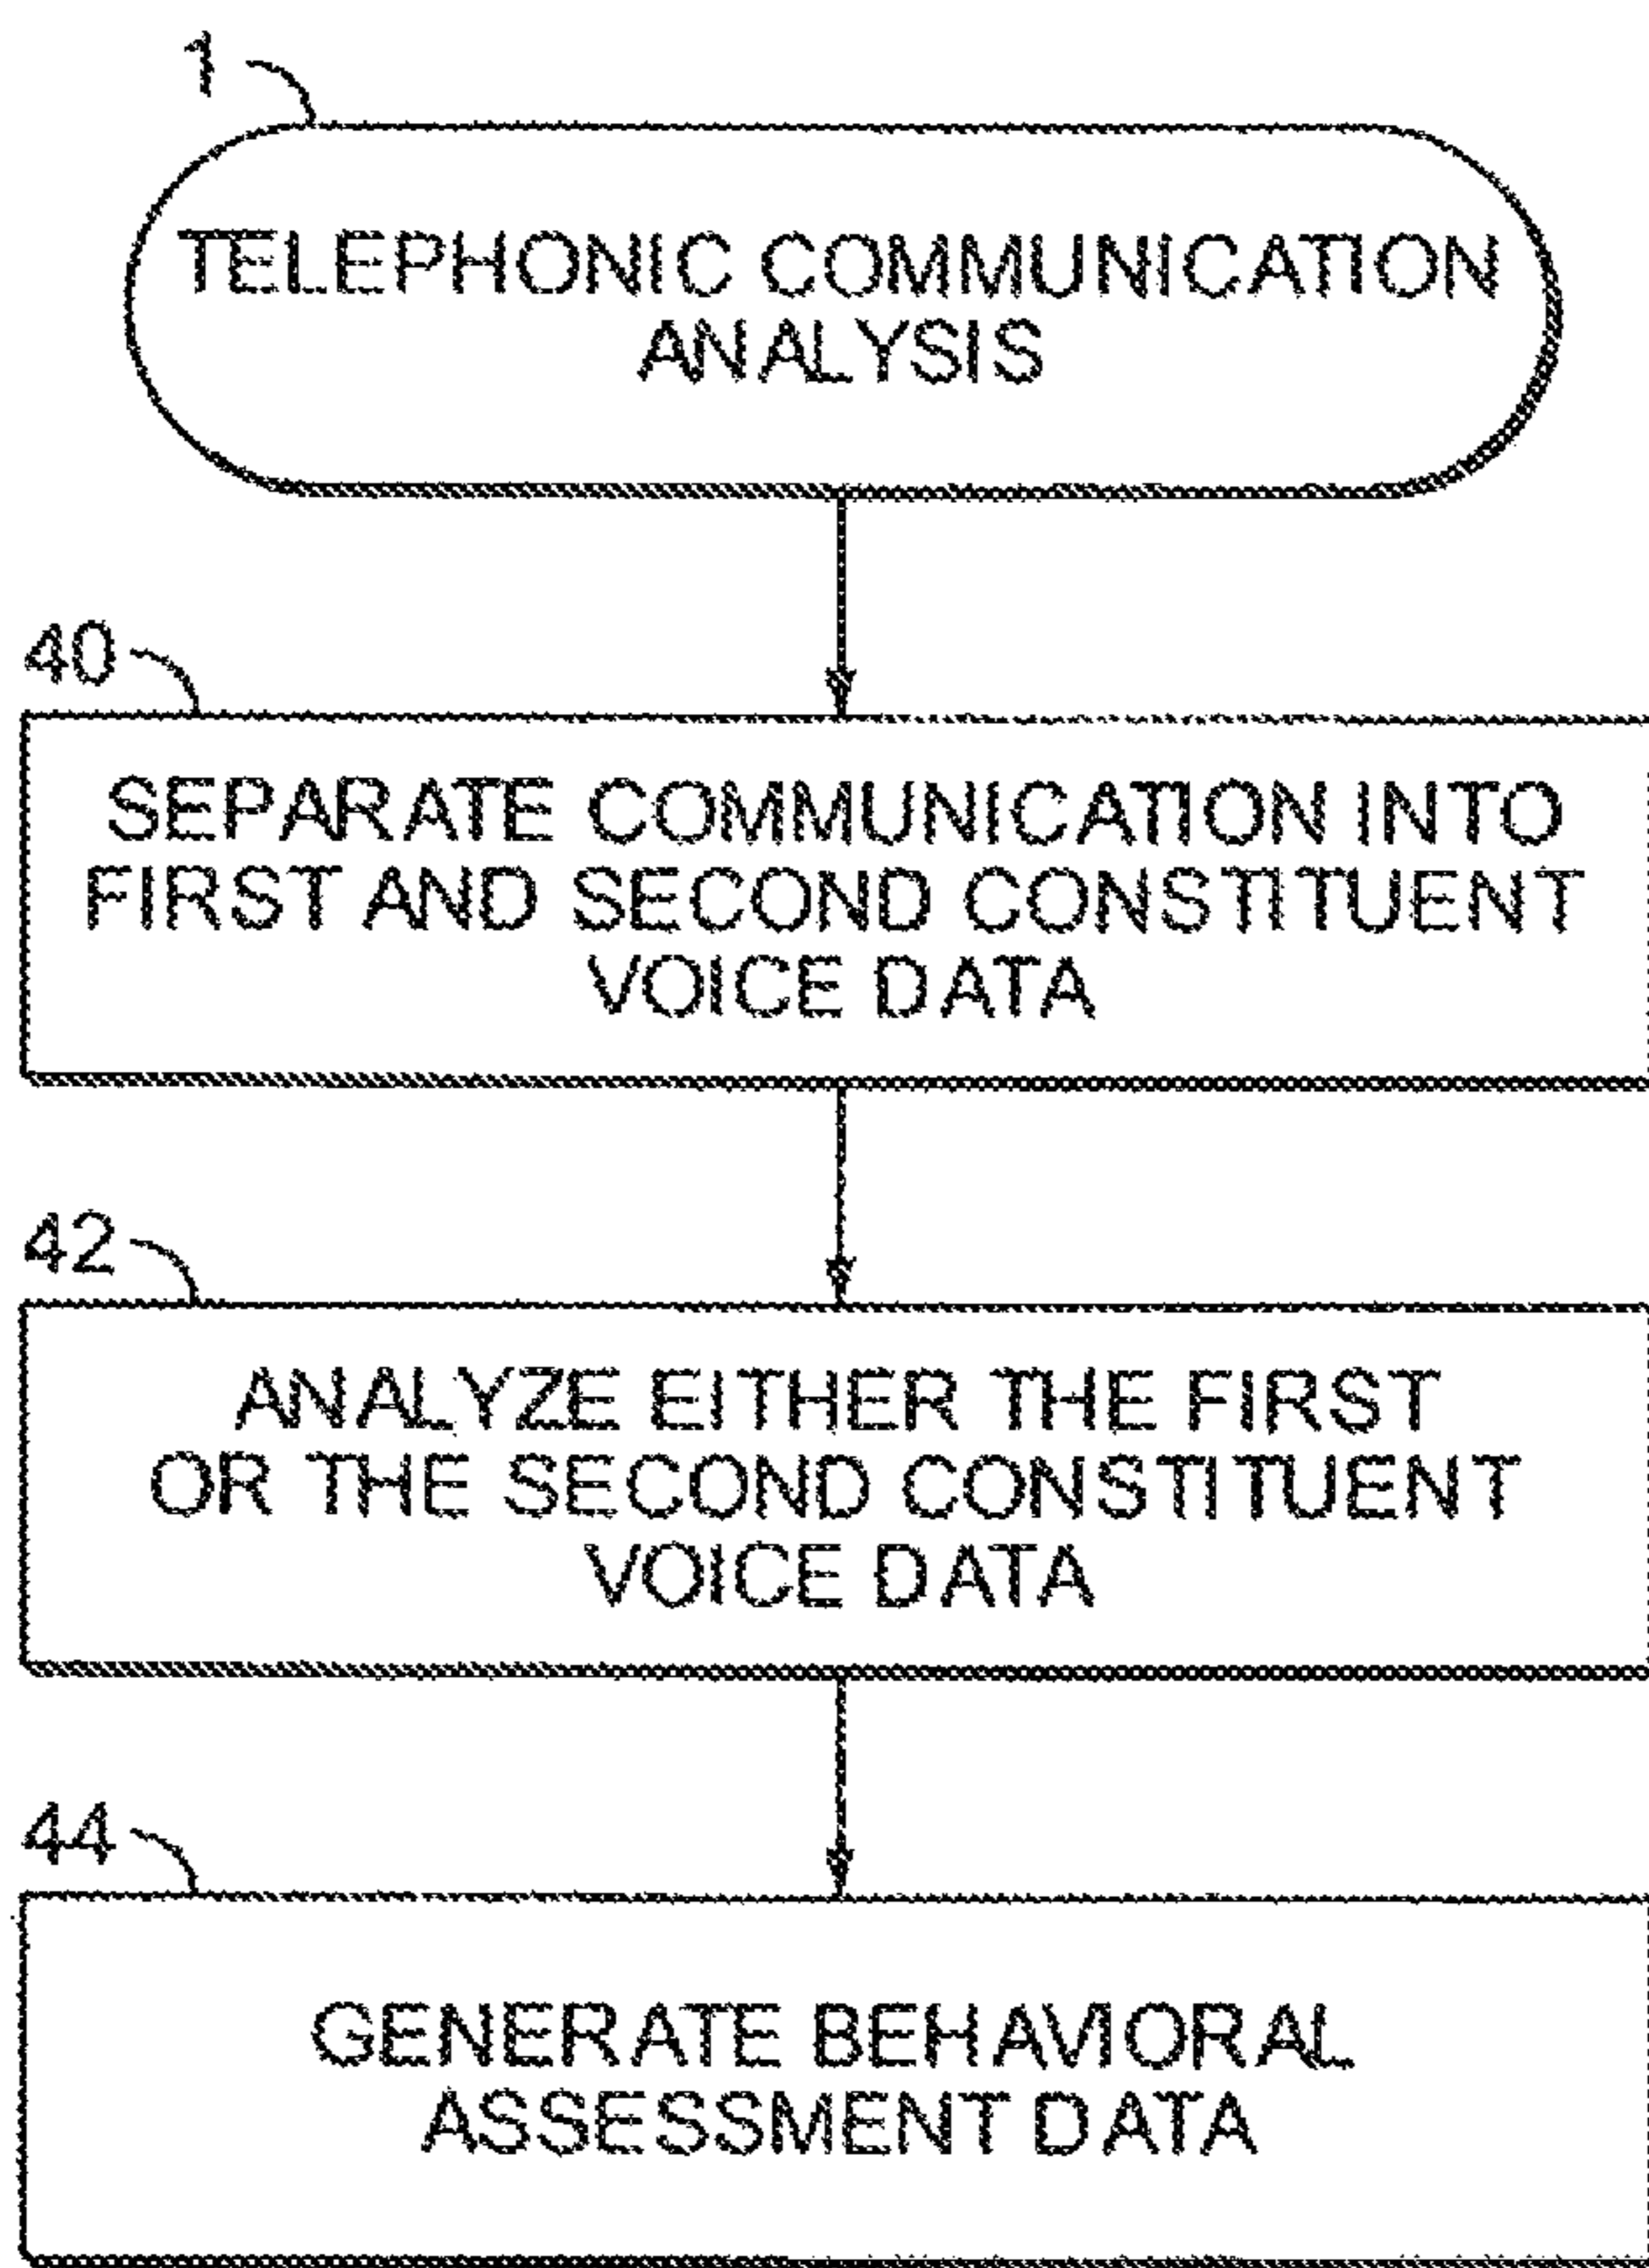 1
TELEPHONIC COMMUNICATION
ANALYSIS
40
SEPARATE COMMUNICATION INTO
FIRST AND SECOND CONSTITUENT
VOICE DATA
42
ANALYZE EITHER THE FIRST
OR THE SECOND CONSTITUENT
VOICE DATA
44
GENERATE BEHAVIORAL
ASSESSMENT DATA